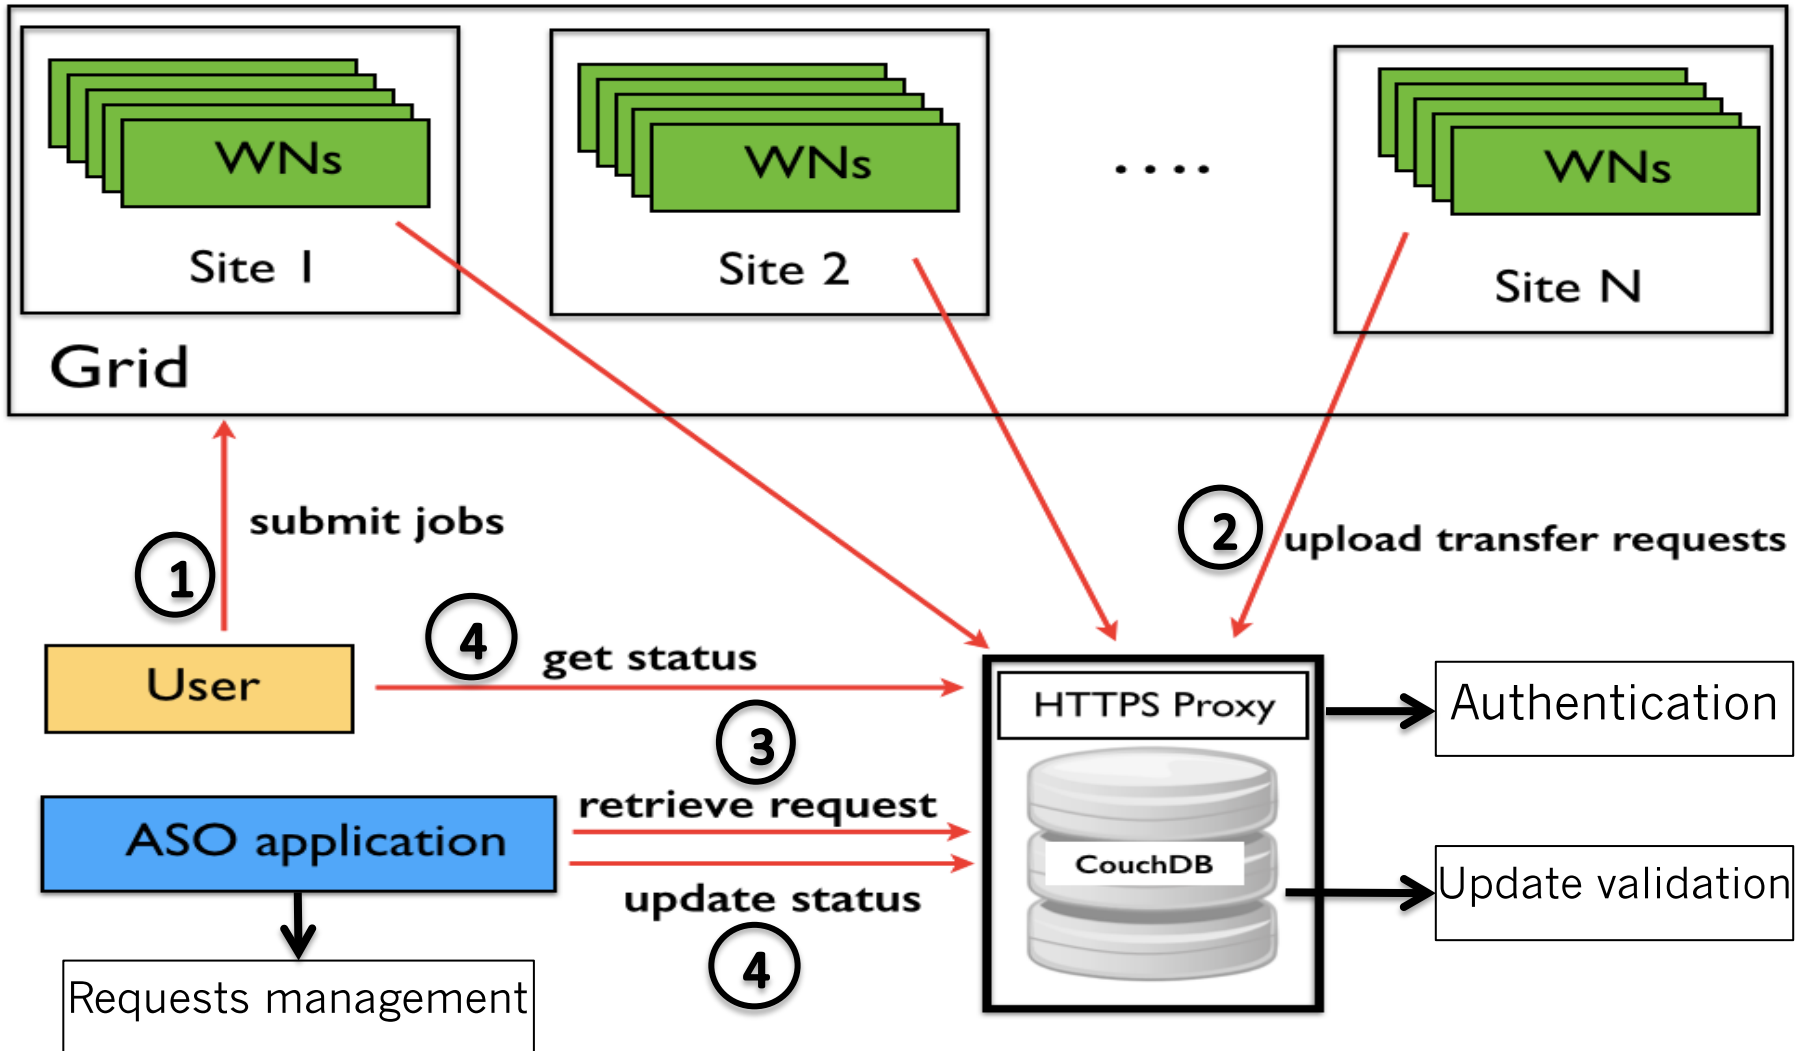 WNs
WNs
WNs
....
Site 1
Site 2
Site N
Grid
submit jobs
1
2
upload transfer requests
4
get status
User
3
HTTPS Proxy
Authentication
retrieve request
ASO application
CouchDB
update status
Update validation
4
Requests management